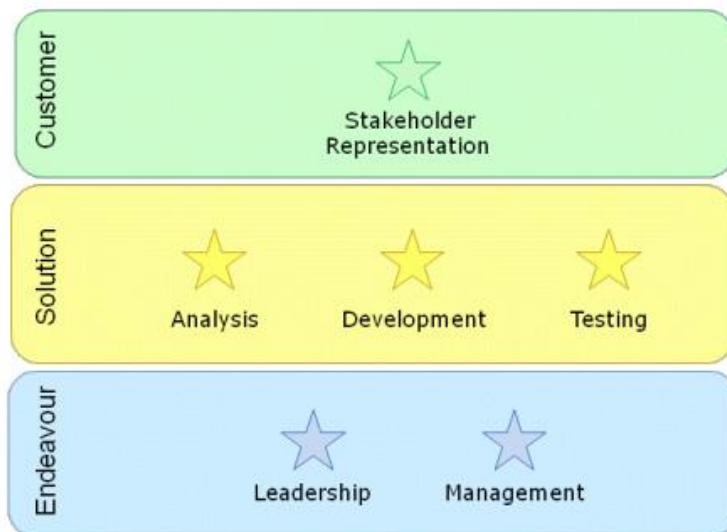 Customer
Stakeholder
Representation
Solution
Analysis
Development
Testing
Endeavour
Leadership
Management